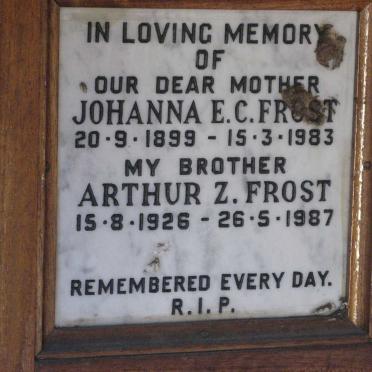 IN LOVING MEMORY
OF
OUR DEAR MOTHER
JOHANNA E.C. FROST
20·9·1899 - 15·3·1983
MY BROTHER
ARTHUR Z. FROST
15·8·1926 - 26·5·1987
REMEMBERED EVERY DAY.
R.I.P.